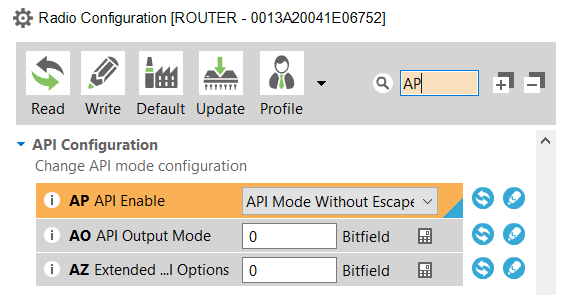 Radio Configuration [ROUTER - 0013A20041E06752]
AP
Read Write Default Update Profile
API Configuration
Change API mode configuration
i AP API Enable API Mode Without Escape
i AO API Output Mode 0 Bitfield
i AZ Extended ...l Options 0 Bitfield